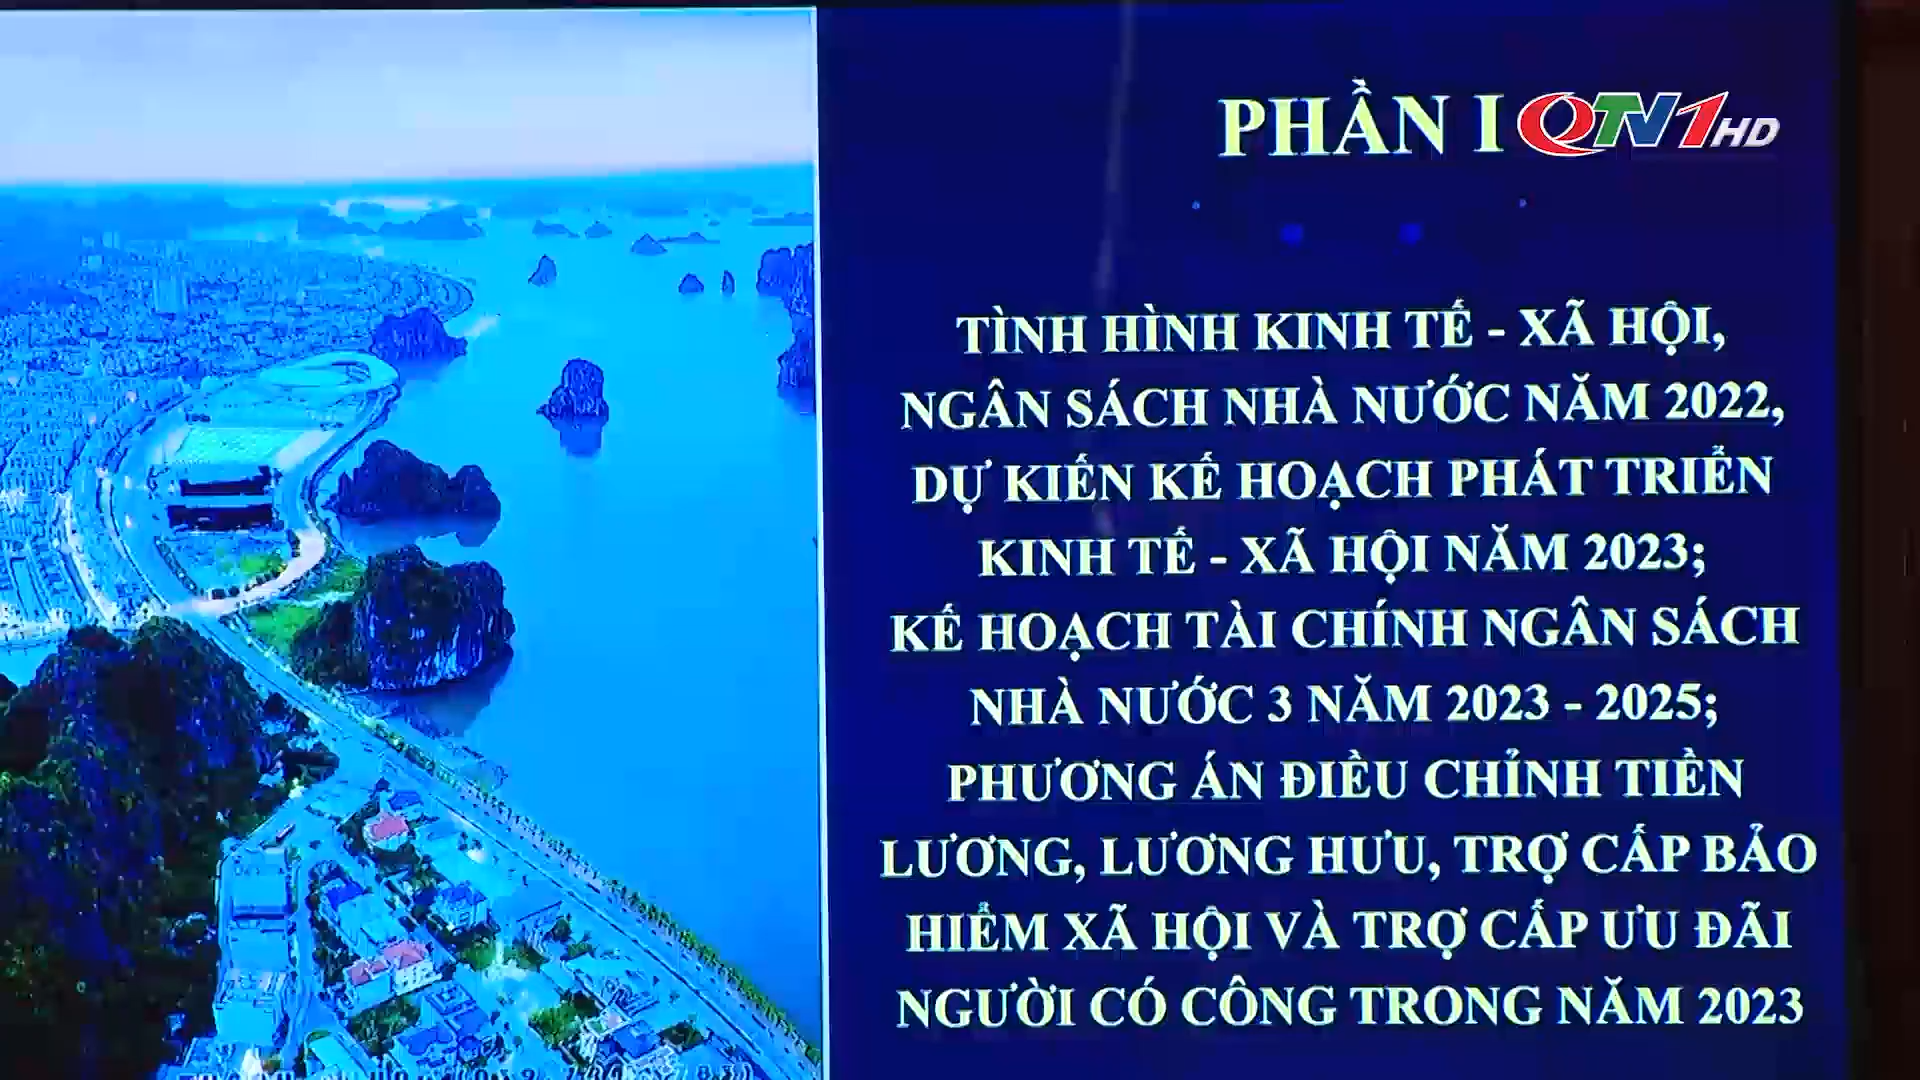 PHẦN I
QTV1HD
TÌNH HÌNH KINH TẾ - XÃ HỘI,
NGÂN SÁCH NHÀ NƯỚC NĂM 2022,
DỰ KIẾN KẾ HOẠCH PHÁT TRIỂN
KINH TẾ - XÃ HỘI NĂM 2023;
KẾ HOẠCH TÀI CHÍNH NGÂN SÁCH
NHÀ NƯỚC 3 NĂM 2023 - 2025;
PHƯƠNG ÁN ĐIỀU CHỈNH TIỀN
LƯƠNG, LƯƠNG HƯU, TRỢ CẤP BẢO
HIỂM XÃ HỘI VÀ TRỢ CẤP ƯU ĐÃI
NGƯỜI CÓ CÔNG TRONG NĂM 2023